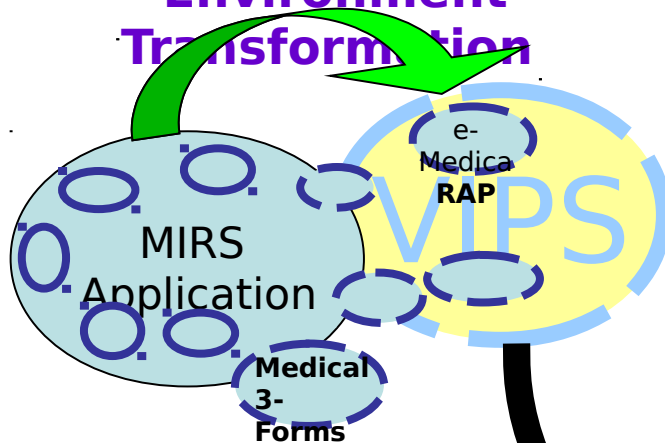 Environment
Transformation
e-
Medica
RAP
VIPS
MIRS
Application
Medical
3-
Forms